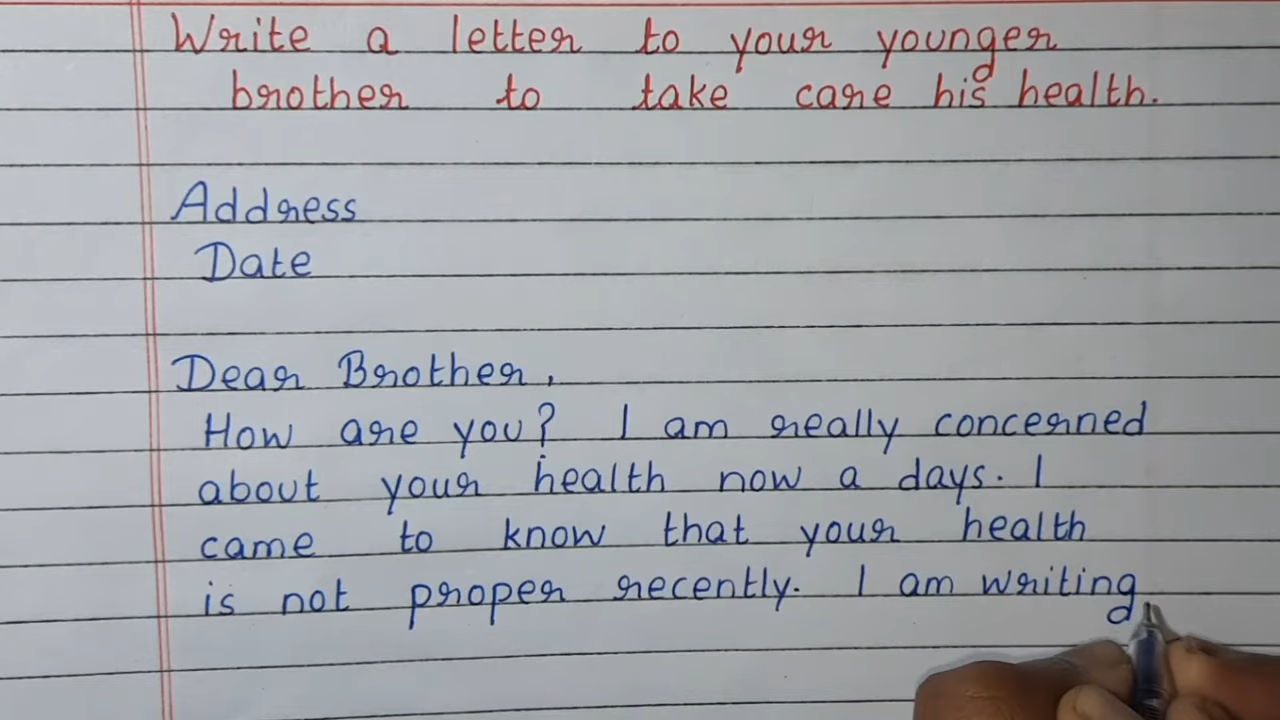 Write a letter to your younger
brother to take care his health.
Address
Date
Dear Brother,
How are you? I am really concerned
about your health now a days. I
came to know that your health
is not proper recently. I am writing